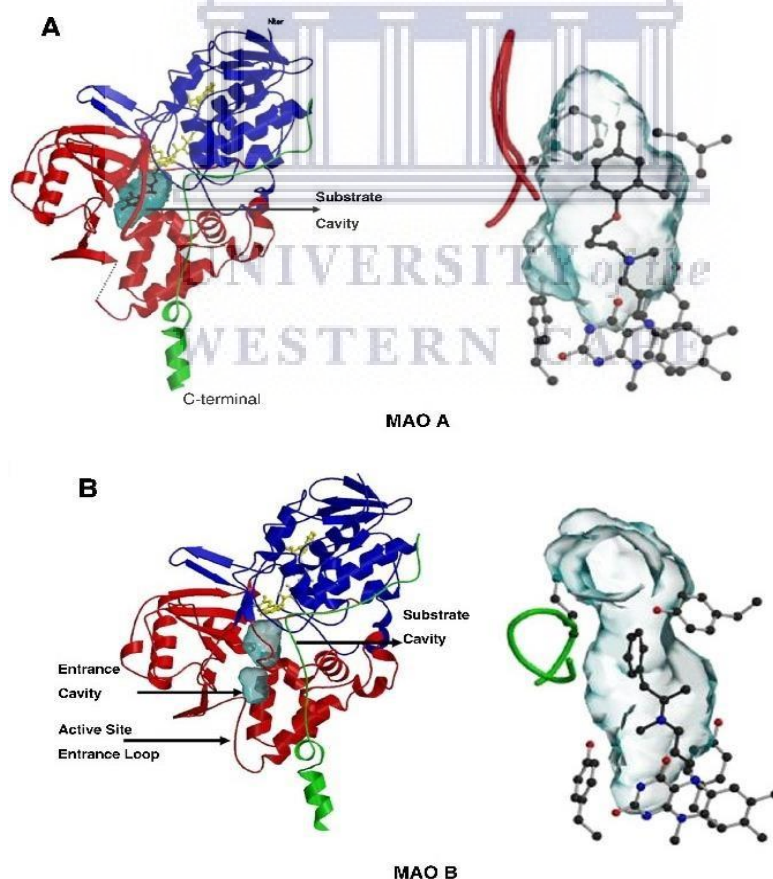 A
Nter
Substrate
Cavity
UNIVERSITY of the
WESTERN CAPE
C-terminal
MAO A
B
Substrate
Cavity
Entrance
Cavity
Active Site
Entrance Loop
MAO B